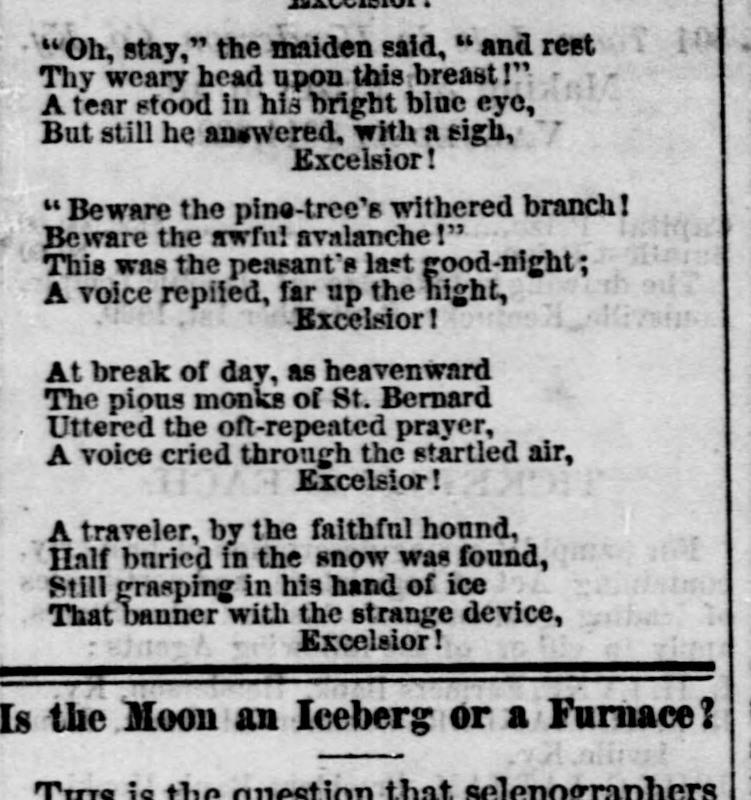 Excelsior!
"Oh, stay," the maiden said, "and rest
Thy weary head upon this breast!"
A tear stood in his bright blue eye,
But still he answered, with a sigh,
Excelsior!
"Beware the pine-tree's withered branch!
Beware the awful avalanche!"
This was the peasant's last good-night;
A voice replied, far up the hight,
Excelsior!
At break of day, as heavenward
The pious monks of St. Bernard
Uttered the oft-repeated prayer,
A voice cried through the startled air,
Excelsior!
A traveler, by the faithful hound,
Half buried in the snow was found,
Still grasping in his hand of ice
That banner with the strange device,
Excelsior!
Is the Moon an Iceberg or a Furnace?
THIS is the question that selenographers